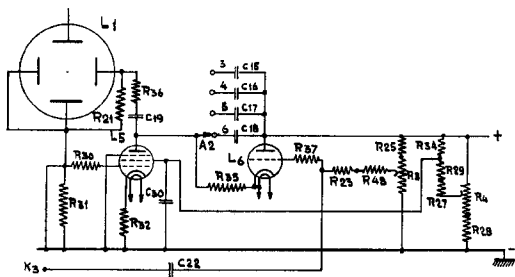 L1
3 C15
4 C16
5 C17
6 C18
R36
R21
C19
L5
A2
L6
R37
R25
R34
+
R30
R35
R23
R48
R3
R29
R27
R4
C30
R31
R32
R28
-
K3
C22